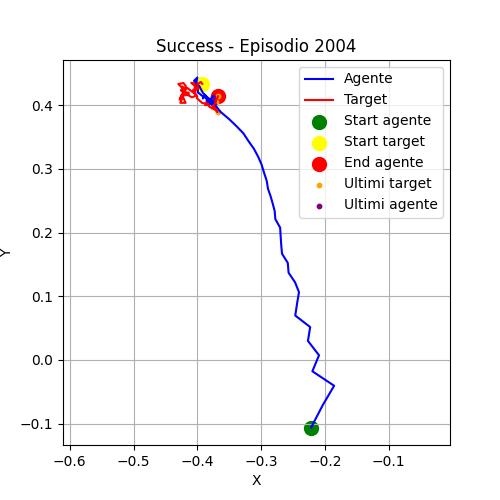 Success - Episodio 2004
Agente
Target
Start agente
Start target
End agente
Ultimi target
Ultimi agente
0.4
0.3
0.2
0.1
0.0
−0.1
Y
−0.6
−0.5
−0.4
−0.3
−0.2
−0.1
X